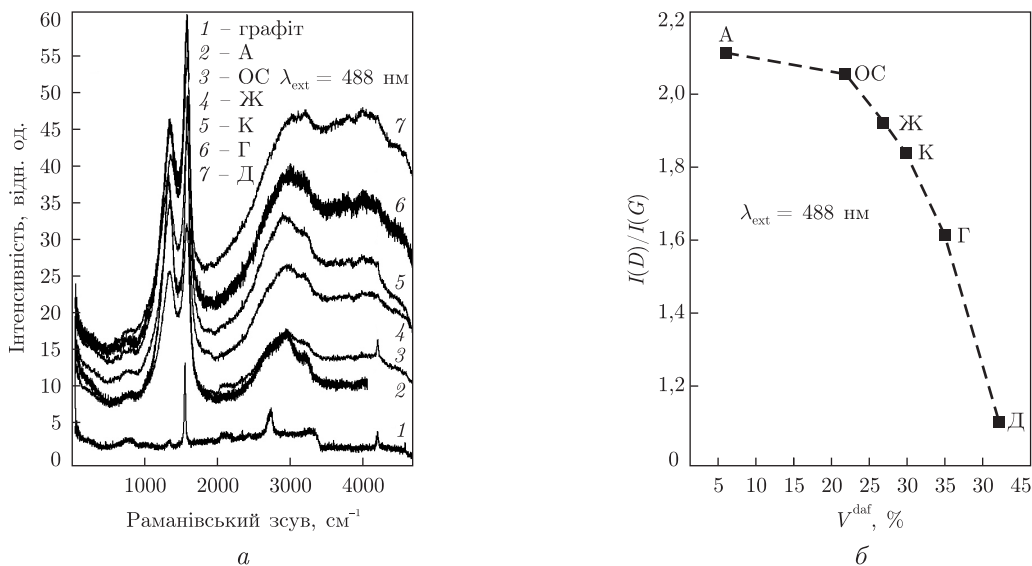 60
55
50
45
40
35
30
25
20
15
10
5
0
Інтенсивність, відн. од.
1 – графіт
2 – А
3 – ОС λext = 488 нм
4 – Ж
5 – К
6 – Г
7 – Д
7
6
5
4
3
2
1
1000 2000 3000 4000
Раманівський зсув, см-1
а
2,2
2,0
1,8
1,6
1,4
1,2
0
I(D)/I(G)
А
ОС
Ж
К
λext = 488 нм
Г
Д
5 10 15 20 25 30 35 30 45
Vdaf, %
б